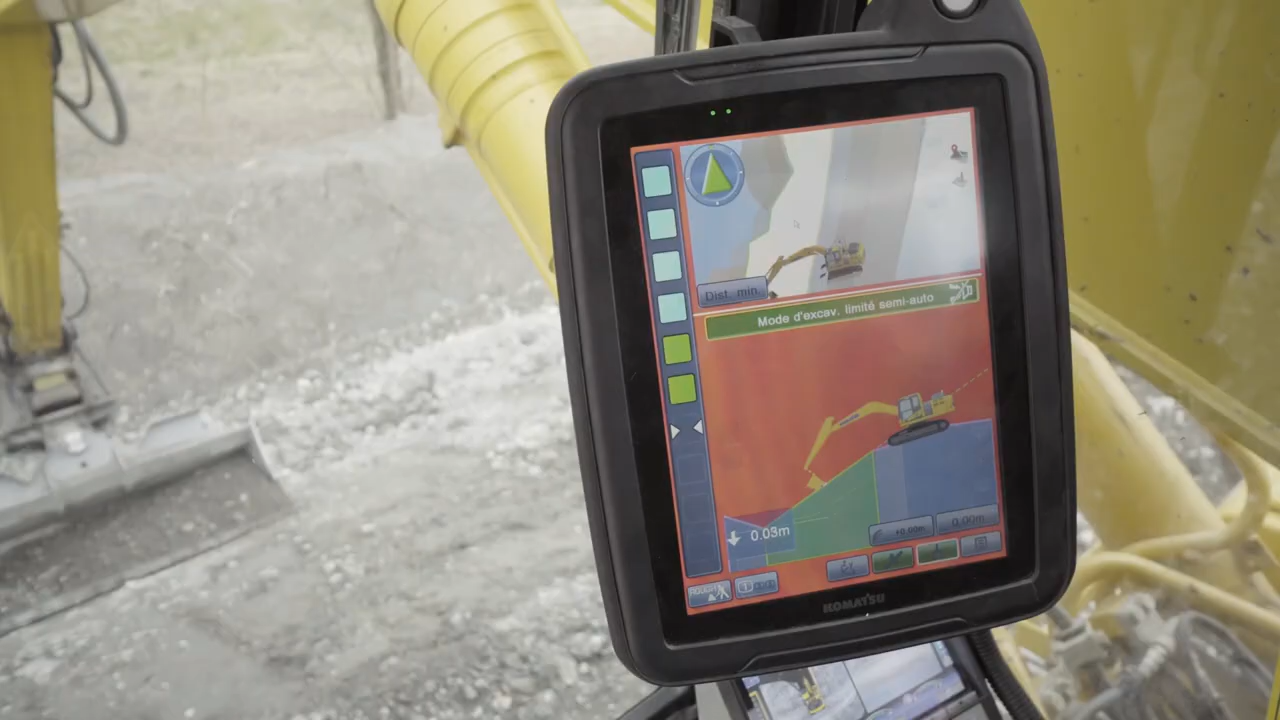 Dist. min.
Mode d'excav. limité semi-auto
0.03m
+0.00m
0.00m
KOMATSU